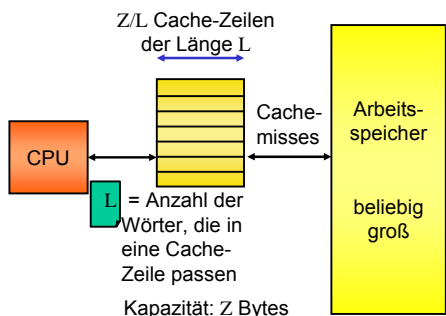 Z/L Cache-Zeilen
der Länge L
CPU
Cache-
misses
Arbeits-
speicher
beliebig
groß
L = Anzahl der
Wörter, die in
eine Cache-
Zeile passen
Kapazität: Z Bytes